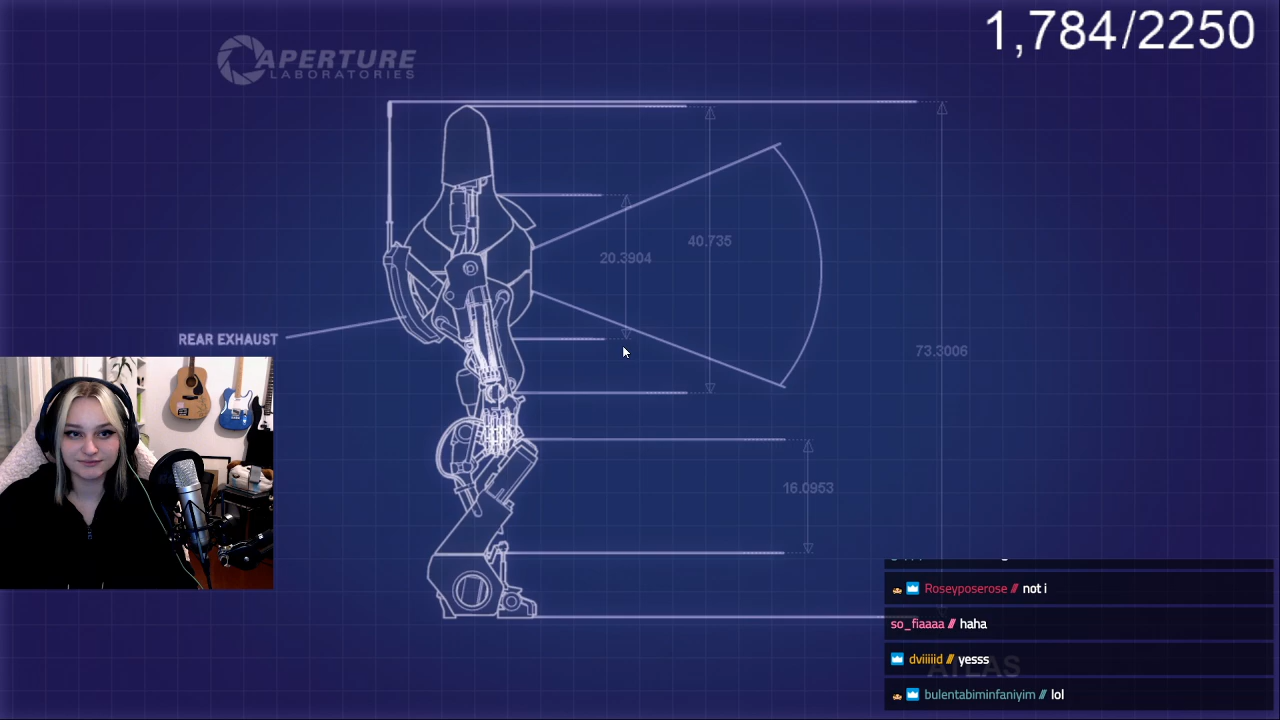 1,784/2250
APERTURE
LABORATORIES
40.735
20.3904
REAR EXHAUST
73.3006
16.0953
Roseyposerose // not i
so_fiaaaa // haha
dviiiiid // yesss
ATLAS
bulentabiminfaniyim // lol